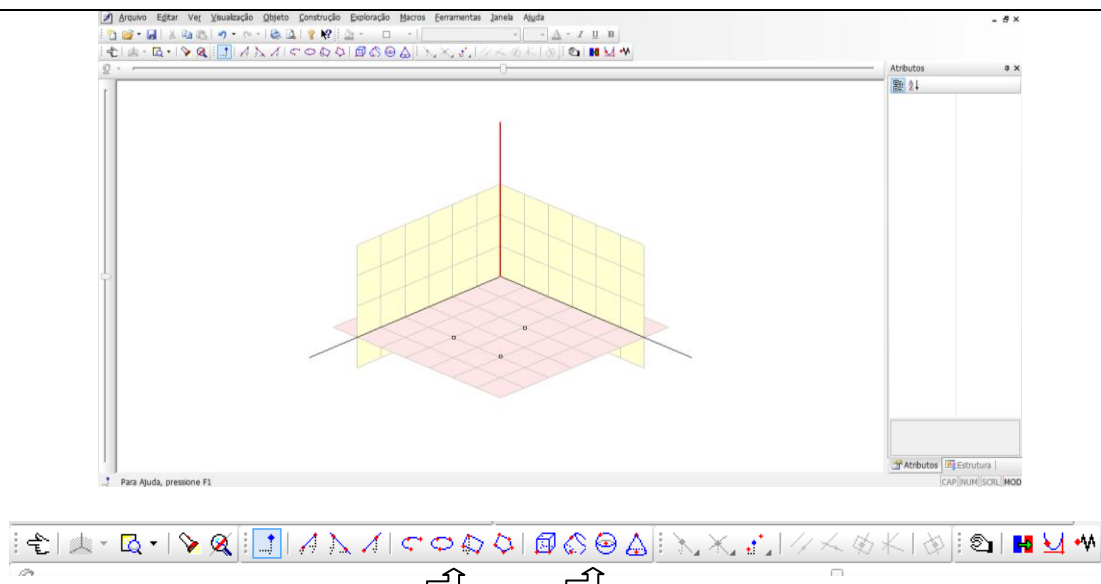 Arquivo Editar Ver Visualização Objeto Construção Exploração Macros Ferramentas Janela Ajuda
A I U B
Atributos
Atributos Estrutura
Para Ajuda, pressione F1 CAP NUM SCRL MOD